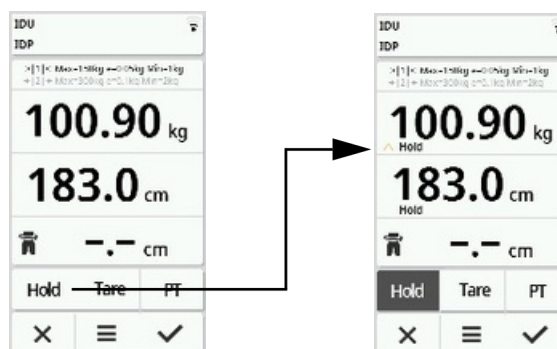 IDU
IDP
100.90 kg
183.0 cm
-.- cm
Hold Tare PT
IDU
IDP
100.90 kg
Hold
183.0 cm
Hold
-.- cm
Hold Tare PT